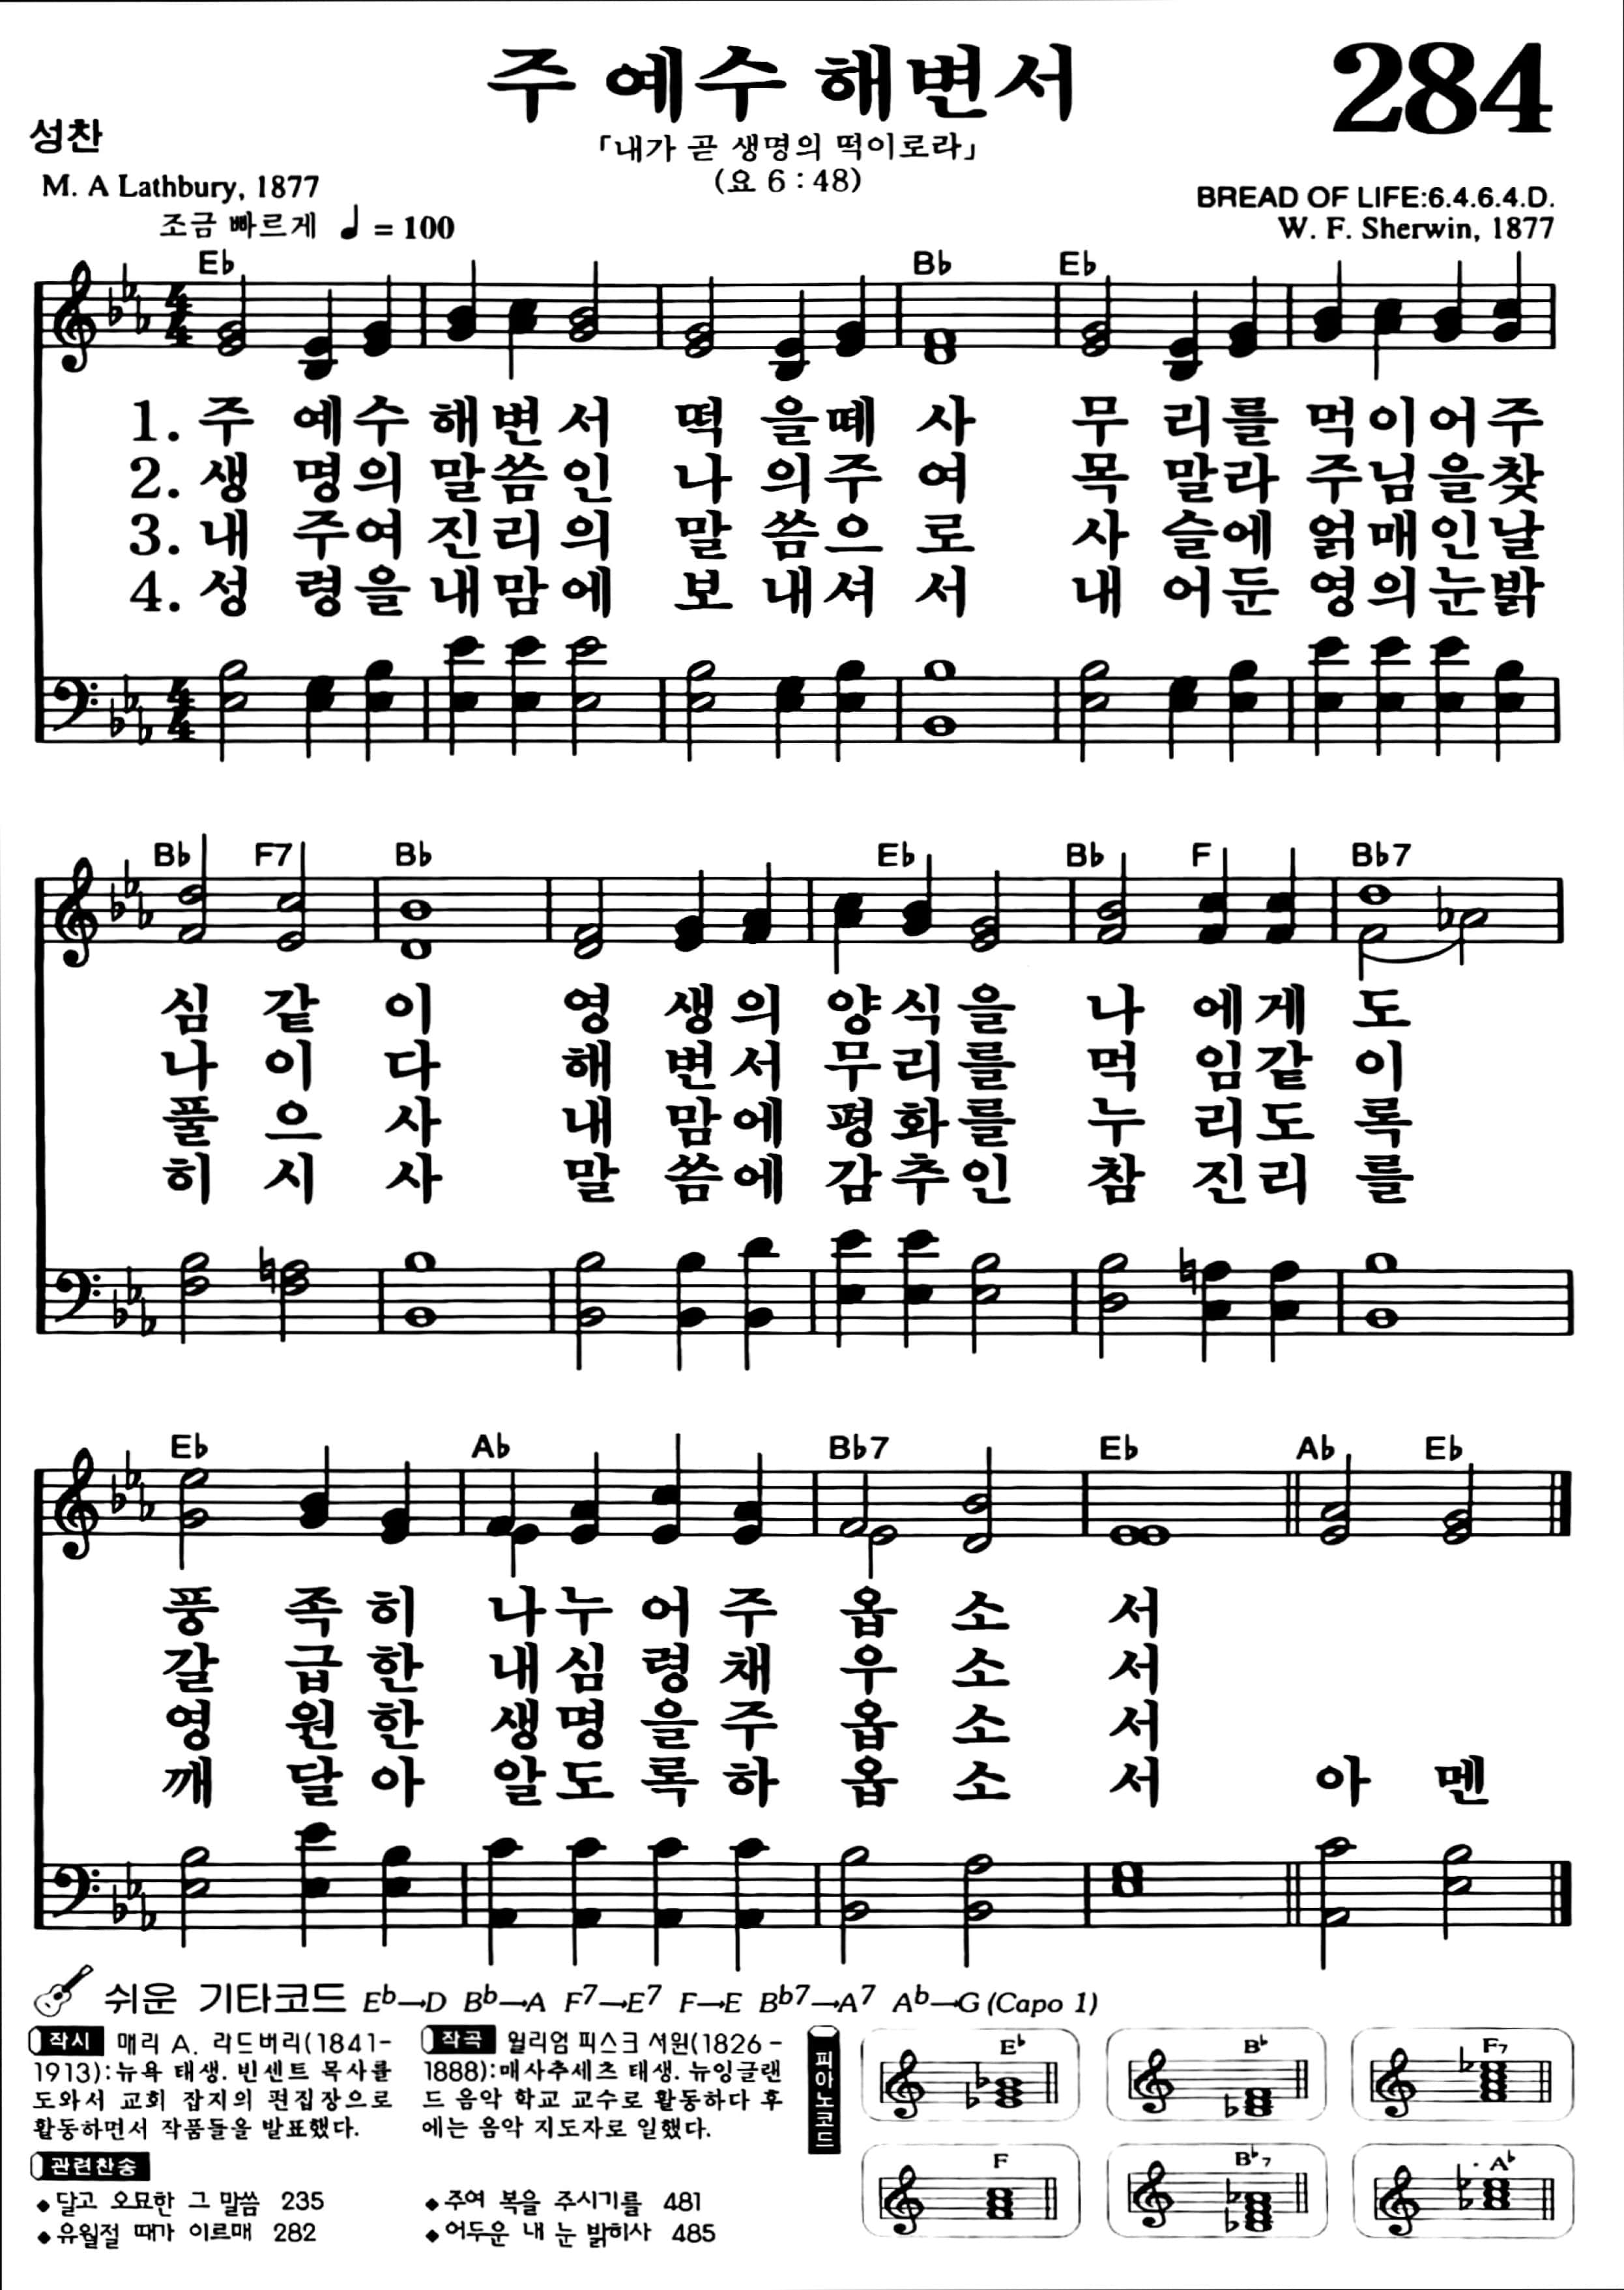 주 예수 해변서
284
성찬
「내가 곧 생명의 떡이로라」
(요 6 : 48)
M. A Lathbury, 1877
조금 빠르게 ♩ = 100
BREAD OF LIFE:6.4.6.4.D.
W. F. Sherwin, 1877
E♭ B♭ E♭
4/4
1. 주 예수 해변서 떡 을떼 사 무 리를 먹이어주
2. 생 명의 말씀인 나 의주 여 목 말라 주님을찾
3. 내 주여 진리의 말 씀으 로 사 슬에 얽매인날
4. 성 령을 내맘에 보 내셔 서 내 어둔 영의눈밝
4/4
B♭ F7 B♭ E♭ B♭ F B♭7
심 같 이 영 생의 양식을 나 에게 도
나 이 다 해 변서 무리를 먹 임같 이
풀 으 사 내 맘에 평화를 누 리도 록
히 시 사 말 씀에 감추인 참 진리 를
E♭ A♭ B♭7 E♭ A♭ E♭
풍 족히 나누어주 옵 소 서
갈 급한 내심령채 우 소 서
영 원한 생명을주 옵 소 서
깨 달아 알도록하 옵 소 서 아 멘
쉬운 기타코드 E♭→D B♭→A F7→E7 F→E B♭7→A7 A♭→G (Capo 1)
작시 매리 A. 라드버리(1841-
1913):뉴욕 태생. 빈센트 목사를
도와서 교회 잡지의 편집장으로
활동하면서 작품들을 발표했다.
작곡 윌리엄 피스크 셔윈(1826-
1888):매사추세츠 태생. 뉴잉글랜
드 음악 학교 교수로 활동하다 후
에는 음악 지도자로 일했다.
관련찬송
◆달고 오묘한 그 말씀 235
◆유월절 때가 이르매 282
◆주여 복을 주시기를 481
◆어두운 내 눈 밝히사 485
피아노코드
E♭ B♭ F7
F B♭7 A♭